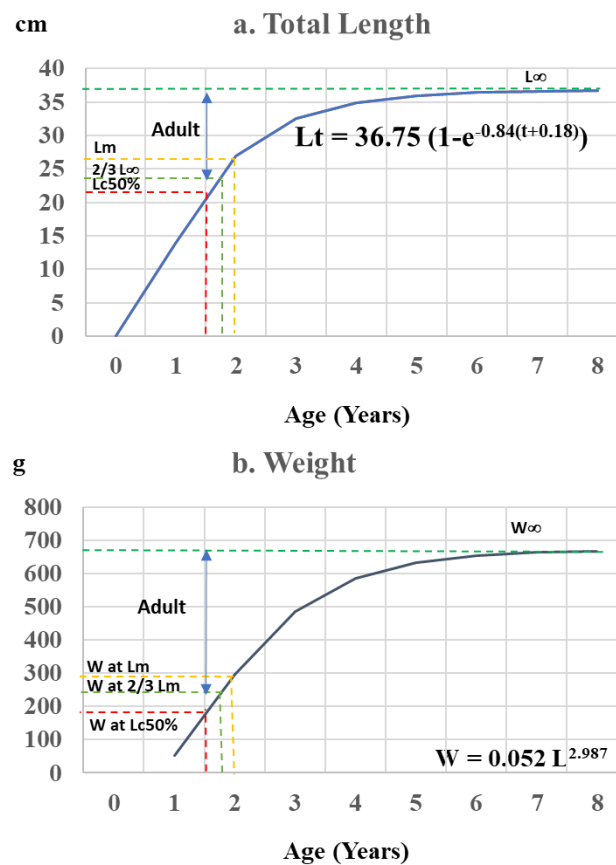 cm
a. Total Length
40
35
30
25
20
15
10
5
0
L∞
Adult
Lt = 36.75 (1-e^-0.84(t+0.18))
Lm
2/3 L∞
Lc50%
0 1 2 3 4 5 6 7 8
Age (Years)
g
b. Weight
800
700
600
500
400
300
200
100
0
W∞
Adult
W at Lm
W at 2/3 Lm
W at Lc50%
W = 0.052 L^2.987
0 1 2 3 4 5 6 7 8
Age (Years)